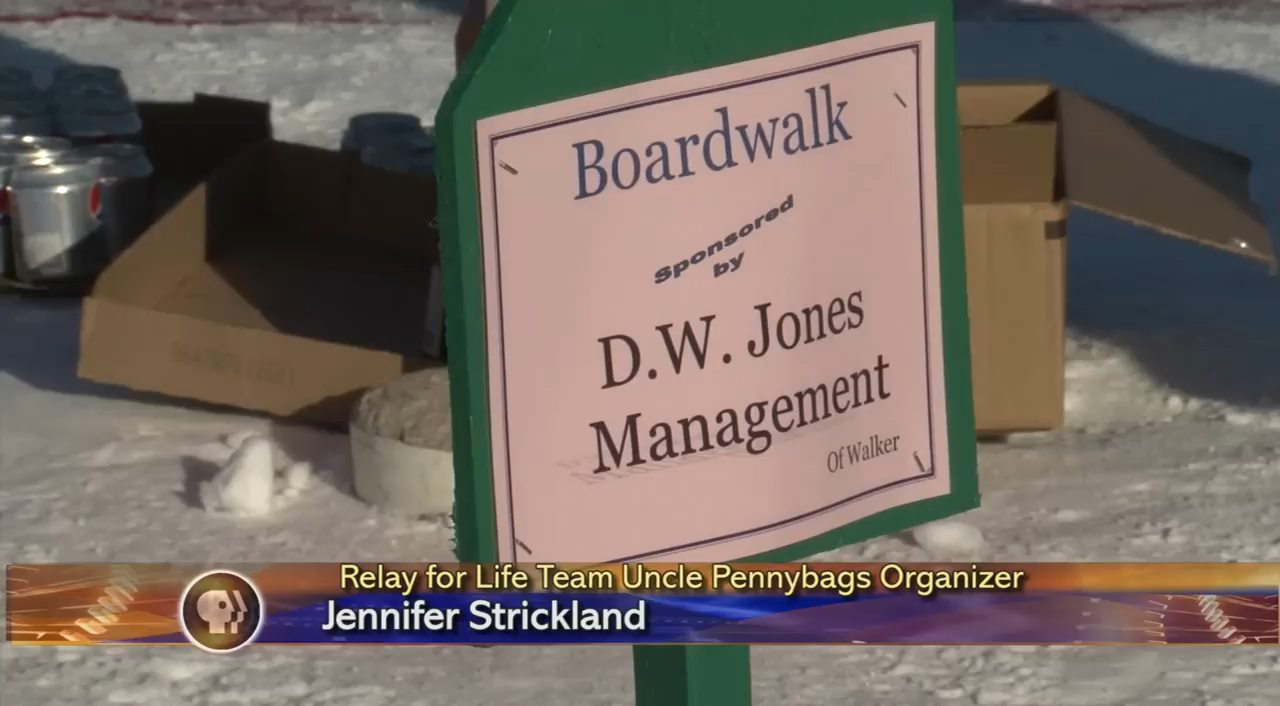 Boardwalk
Sponsored
by
D.W. Jones
Management
Of Walker
Relay for Life Team Uncle Pennybags Organizer
Jennifer Strickland